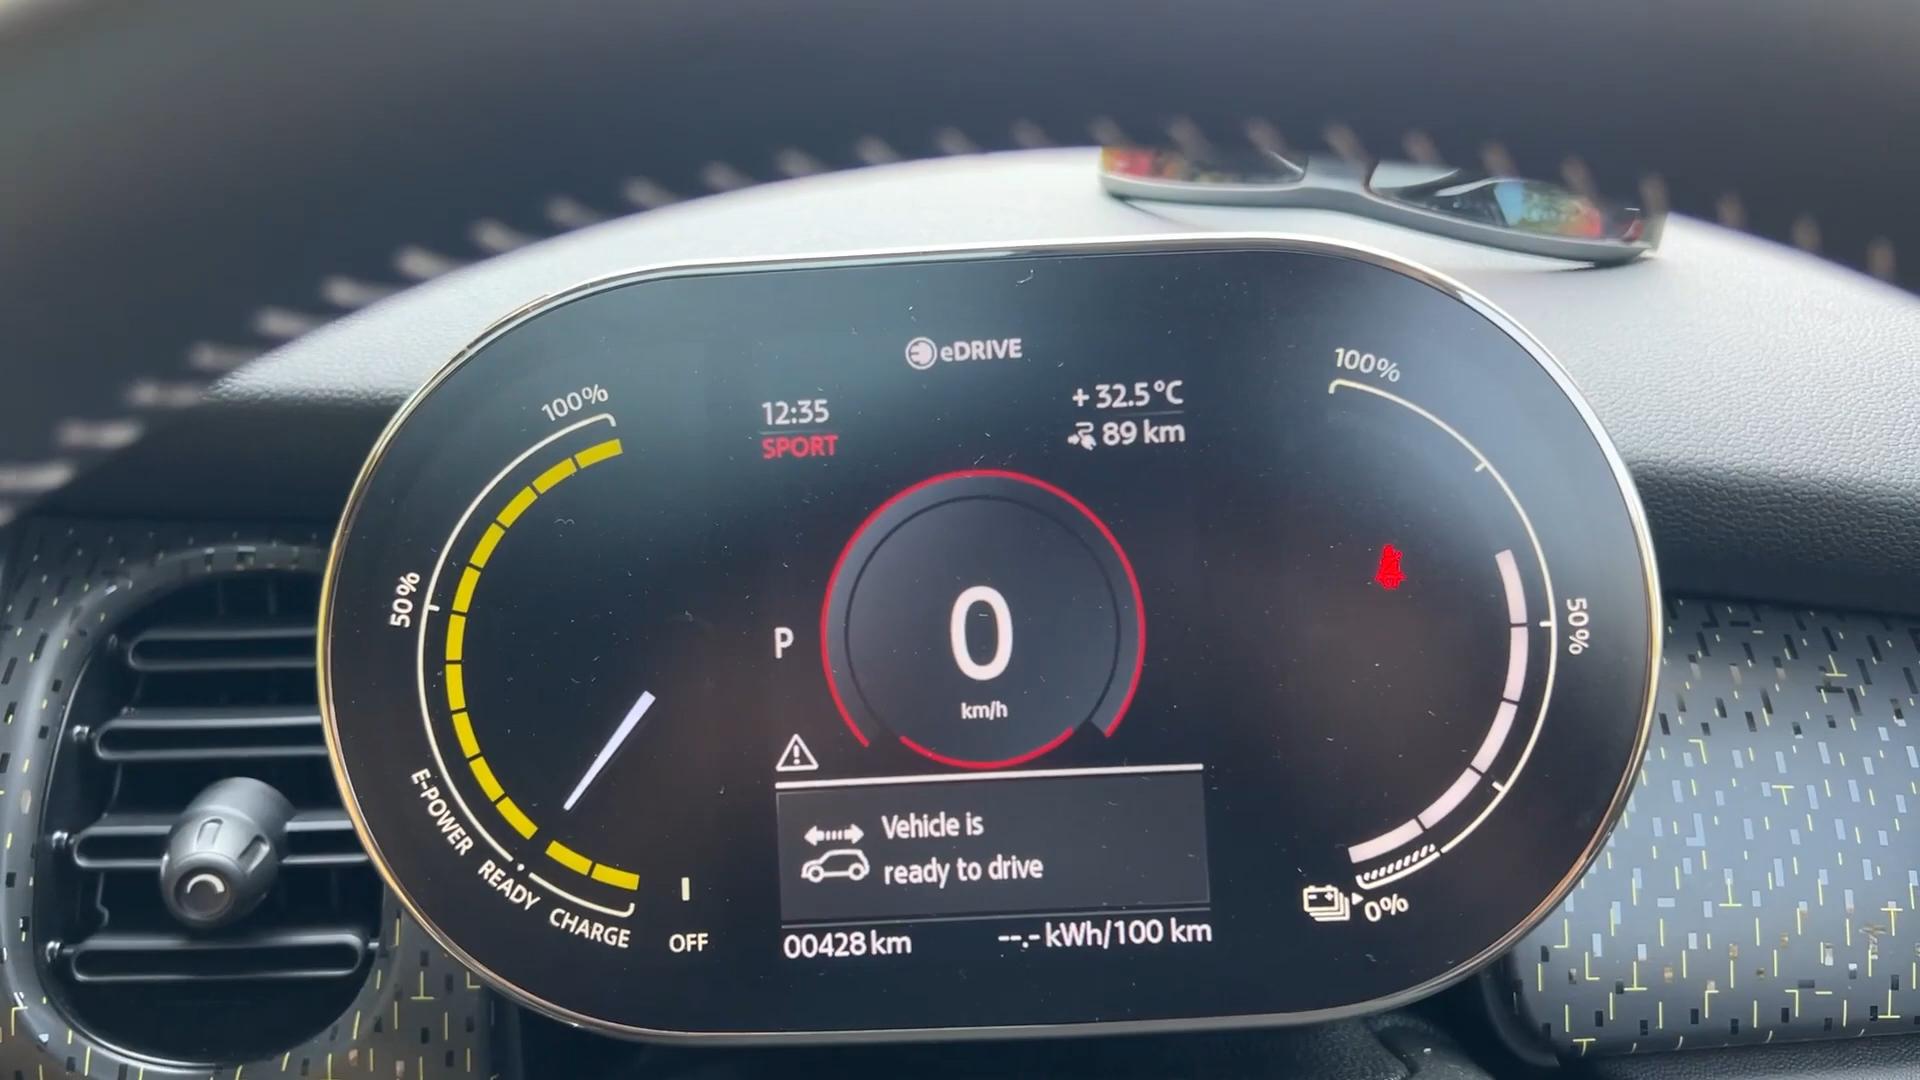 eDRIVE
100%
12:35
SPORT
+ 32.5°C
89 km
100%
50%
50%
P
0
km/h
E-POWER
READY
CHARGE
OFF
Vehicle is
ready to drive
00428 km
--.- kWh/100 km
0%